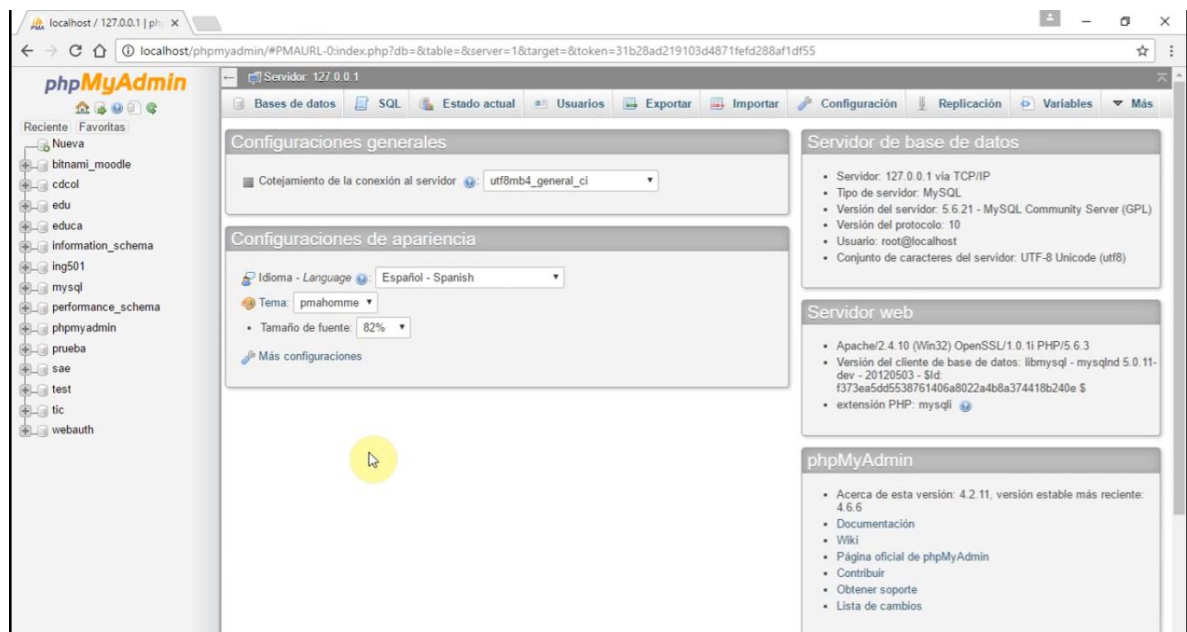 localhost / 127.0.0.1 | ph
localhost/phpmyadmin/#PMAURL-0:index.php?db=&table=&server=1&target=&token=31b28ad219103d4871fefd288af1df55
phpMyAdmin
Reciente Favoritas
Nueva
bitnami_moodle
cdcol
edu
educa
information_schema
ing501
mysql
performance_schema
phpmyadmin
prueba
sae
test
tic
webauth
Servidor: 127.0.0.1
Bases de datos SQL Estado actual Usuarios Exportar Importar Configuración Replicación Variables Más
Configuraciones generales
Cotejamiento de la conexión al servidor : utf8mb4_general_ci
Configuraciones de apariencia
Idioma - Language : Español - Spanish
Tema: pmahomme
Tamaño de fuente: 82%
Más configuraciones
Servidor de base de datos
Servidor: 127.0.0.1 via TCP/IP
Tipo de servidor: MySQL
Versión del servidor: 5.6.21 - MySQL Community Server (GPL)
Versión del protocolo: 10
Usuario: root@localhost
Conjunto de caracteres del servidor: UTF-8 Unicode (utf8)
Servidor web
Apache/2.4.10 (Win32) OpenSSL/1.0.1i PHP/5.6.3
Versión del cliente de base de datos: libmysql - mysqlnd 5.0.11-
dev - 20120503 - $Id:
f373ea5dd5538761406a8022a4b8a374418b240e $
extensión PHP: mysqli
phpMyAdmin
Acerca de esta versión: 4.2.11, versión estable más reciente:
4.6.6
Documentación
Wiki
Página oficial de phpMyAdmin
Contribuir
Obtener soporte
Lista de cambios